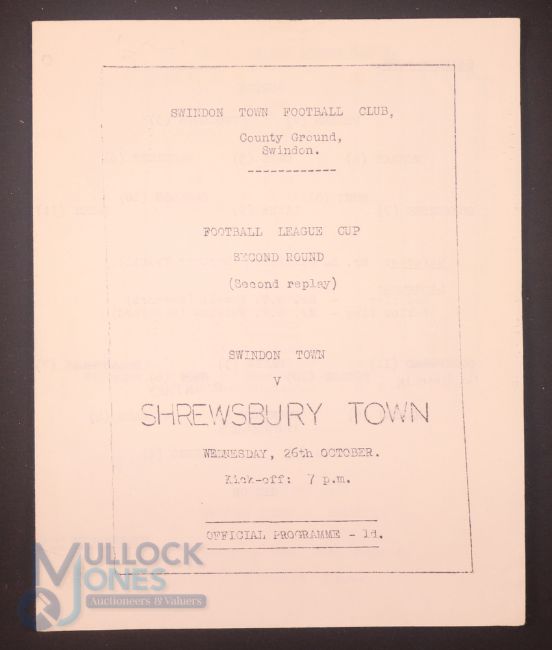 SWINDON TOWN FOOTBALL CLUB,
County Ground,
Swindon.
------------
FOOTBALL LEAGUE CUP
SECOND ROUND
(Second replay)
SWINDON TOWN
V
SHREWSBURY TOWN
WEDNESDAY, 26th OCTOBER.
Kick-off: 7 p.m.
OFFICIAL PROGRAMME - 1d.
MULLOCK
JONES
Auctioneers & Valuers